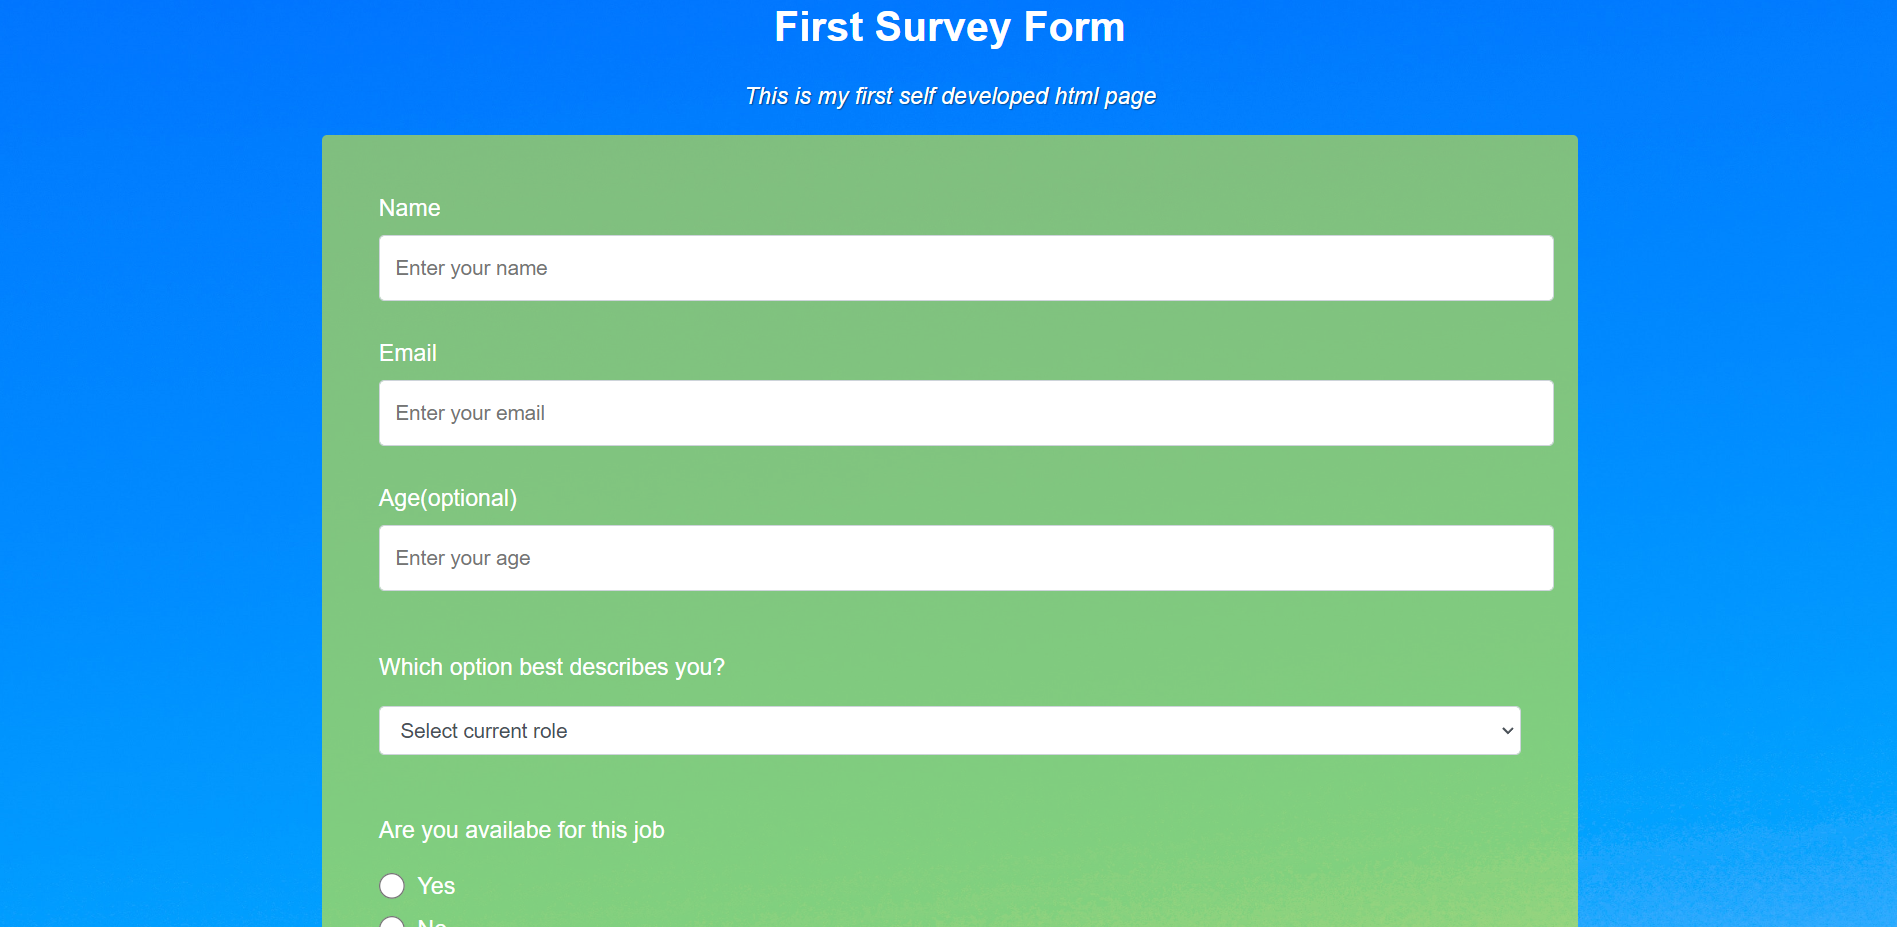 First Survey Form
This is my first self developed html page
Name
Enter your name
Email
Enter your email
Age(optional)
Enter your age
Which option best describes you?
Select current role
Are you availabe for this job
Yes
No